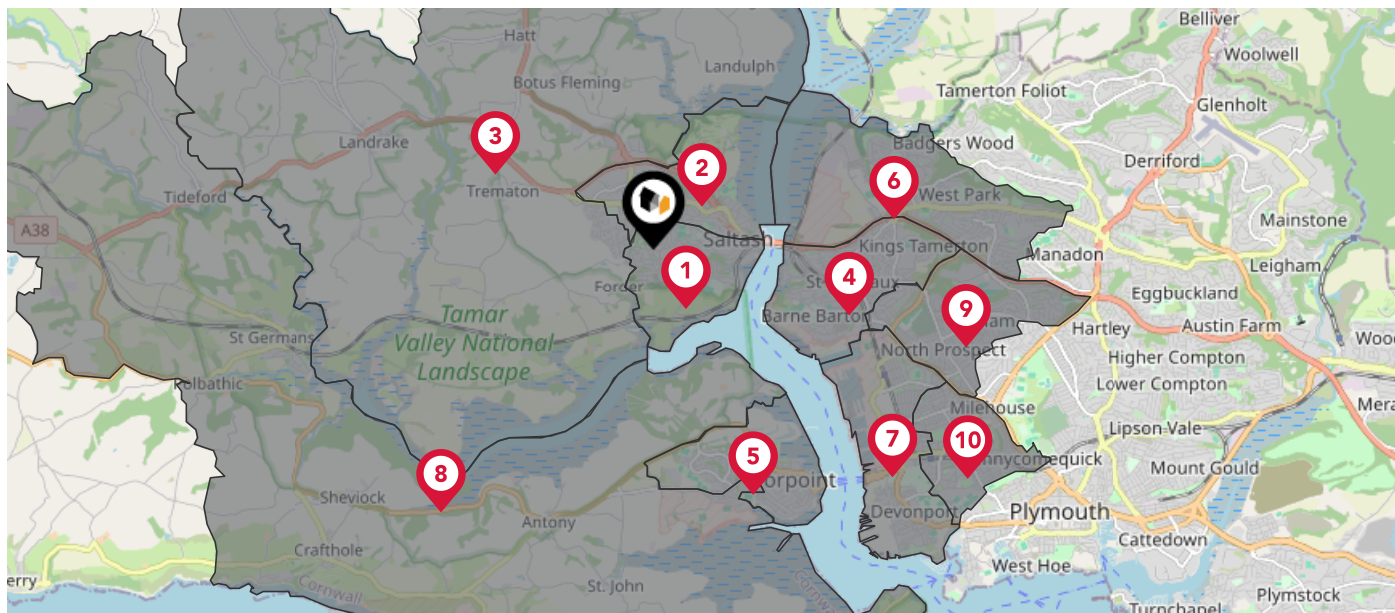 Belliver
Hatt
Woolwell
Landulph
Botus Fleming
Tamerton Foliot
Glenholt
3
Landrake
Badgers Wood
Derriford
2
6
Trematon
West Park
Tideford
Mainstone
A38
Saltash
Kings Tamerton
Manadon
1
4
Leigham
Forder
Eggbuckland
9
Tamar
Valley National
Landscape
Barne Barton
Hartley
Austin Farm
St Germans
North Prospect
Higher Compton
Lower Compton
Milehouse
Lipson Vale
7
10
5
Mount Gould
8
Sheviock
Antony
Devonport
Plymouth
Cattedown
Crafthole
West Hoe
Cornwall
St. John
Plymstock
Turnchapel